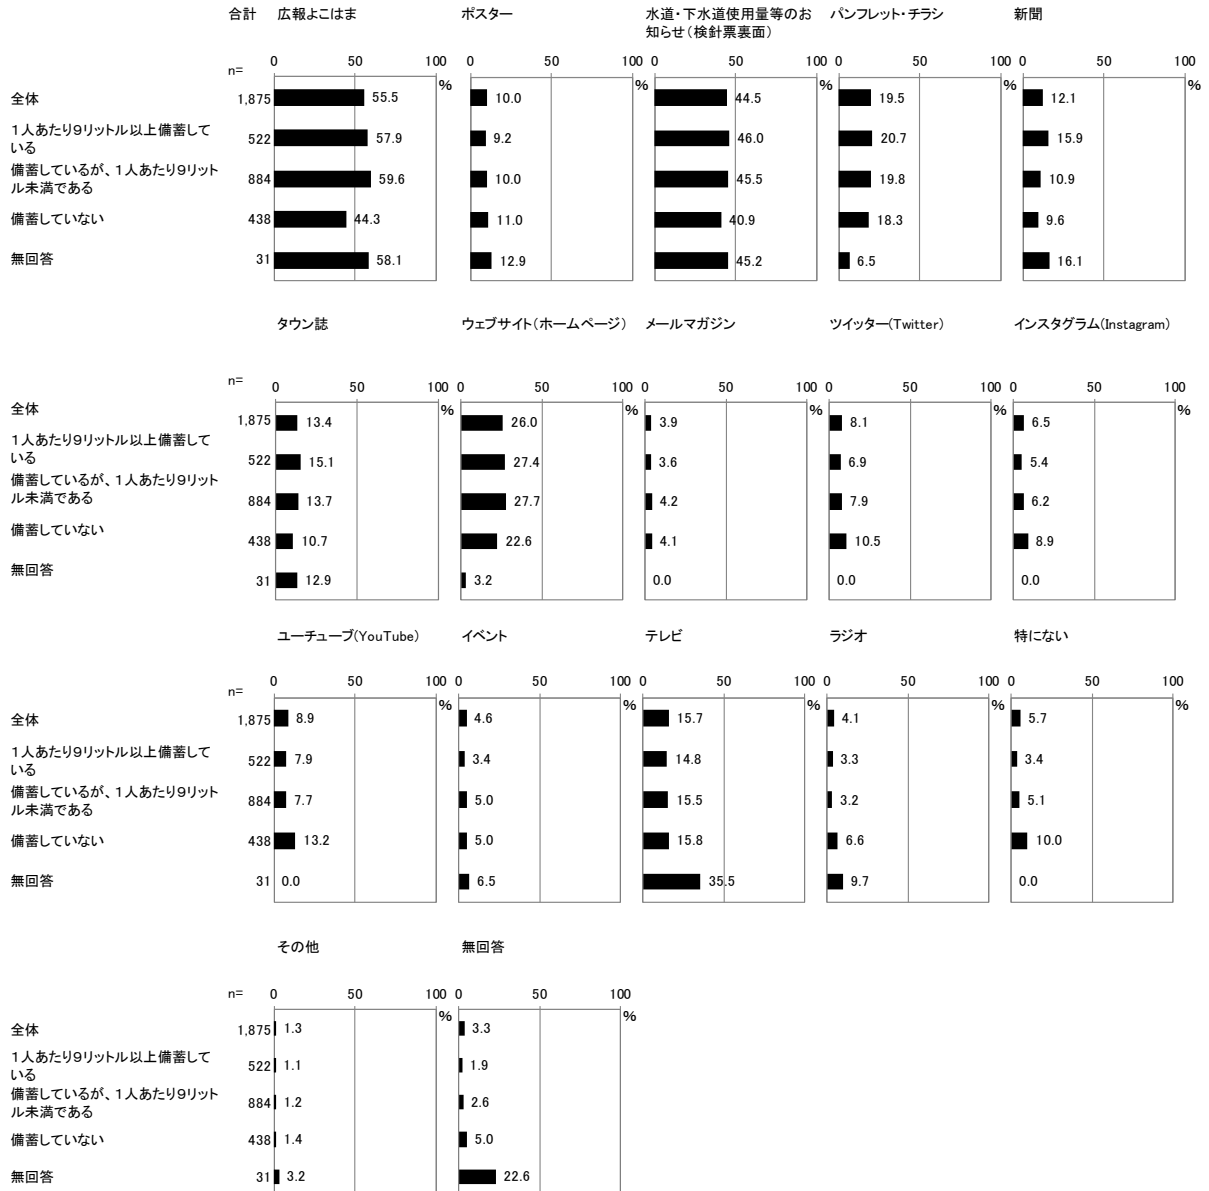 合計 広報よこはま ポスター 水道・下水道使用量等のお パンフレット・チラシ 新聞
知らせ（検針票裏面）
n= 0 50 100 0 50 100 0 50 100 0 50 100 0 50 100
% % % % %
全体 1,875 55.5 10.0 44.5 19.5 12.1
１人あたり９リットル以上備蓄して
いる 522 57.9 9.2 46.0 20.7 15.9
備蓄しているが、１人あたり９リット
ル未満である 884 59.6 10.0 45.5 19.8 10.9
備蓄していない 438 44.3 11.0 40.9 18.3 9.6
無回答 31 58.1 12.9 45.2 6.5 16.1
タウン誌 ウェブサイト（ホームページ） メールマガジン ツイッター(Twitter) インスタグラム(Instagram)
n= 0 50 100 0 50 100 0 50 100 0 50 100 0 50 100
% % % % %
全体 1,875 13.4 26.0 3.9 8.1 6.5
１人あたり９リットル以上備蓄して
いる 522 15.1 27.4 3.6 6.9 5.4
備蓄しているが、１人あたり９リット
ル未満である 884 13.7 27.7 4.2 7.9 6.2
備蓄していない 438 10.7 22.6 4.1 10.5 8.9
無回答 31 12.9 3.2 0.0 0.0 0.0
ユーチューブ(YouTube) イベント テレビ ラジオ 特にない
n= 0 50 100 0 50 100 0 50 100 0 50 100 0 50 100
% % % % %
全体 1,875 8.9 4.6 15.7 4.1 5.7
１人あたり９リットル以上備蓄して
いる 522 7.9 3.4 14.8 3.3 3.4
備蓄しているが、１人あたり９リット
ル未満である 884 7.7 5.0 15.5 3.2 5.1
備蓄していない 438 13.2 5.0 15.8 6.6 10.0
無回答 31 0.0 6.5 35.5 9.7 0.0
その他 無回答
n= 0 50 100 0 50 100
% %
全体 1,875 1.3 3.3
１人あたり９リットル以上備蓄して
いる 522 1.1 1.9
備蓄しているが、１人あたり９リット
ル未満である 884 1.2 2.6
備蓄していない 438 1.4 5.0
無回答 31 3.2 22.6